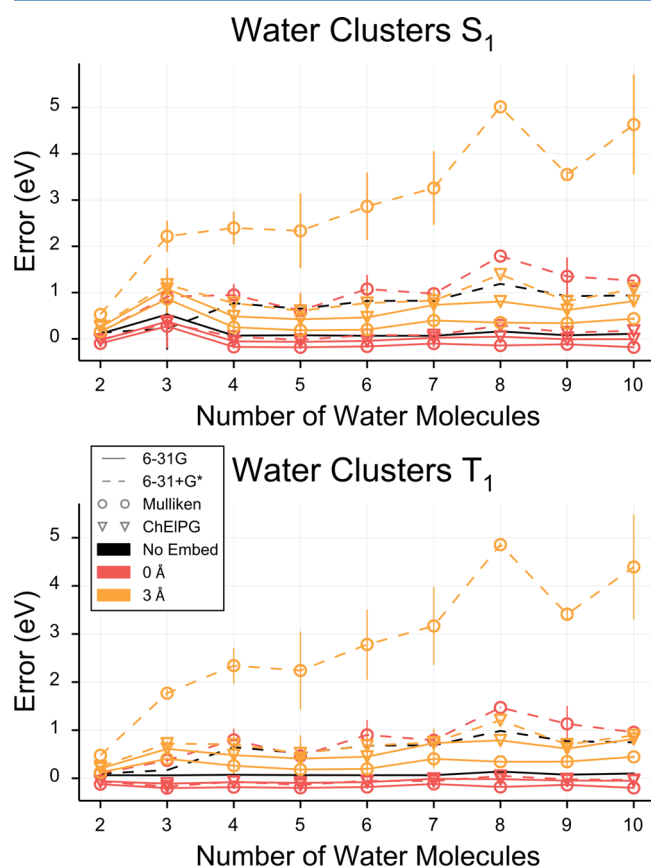 Water Clusters S₁
Error (eV)
5
4
3
2
1
0
2 3 4 5 6 7 8 9 10
Number of Water Molecules
Water Clusters T₁
6-31G
6-31+G*
Mulliken
ChElPG
No Embed
0 Å
3 Å
Error (eV)
5
4
3
2
1
0
2 3 4 5 6 7 8 9 10
Number of Water Molecules